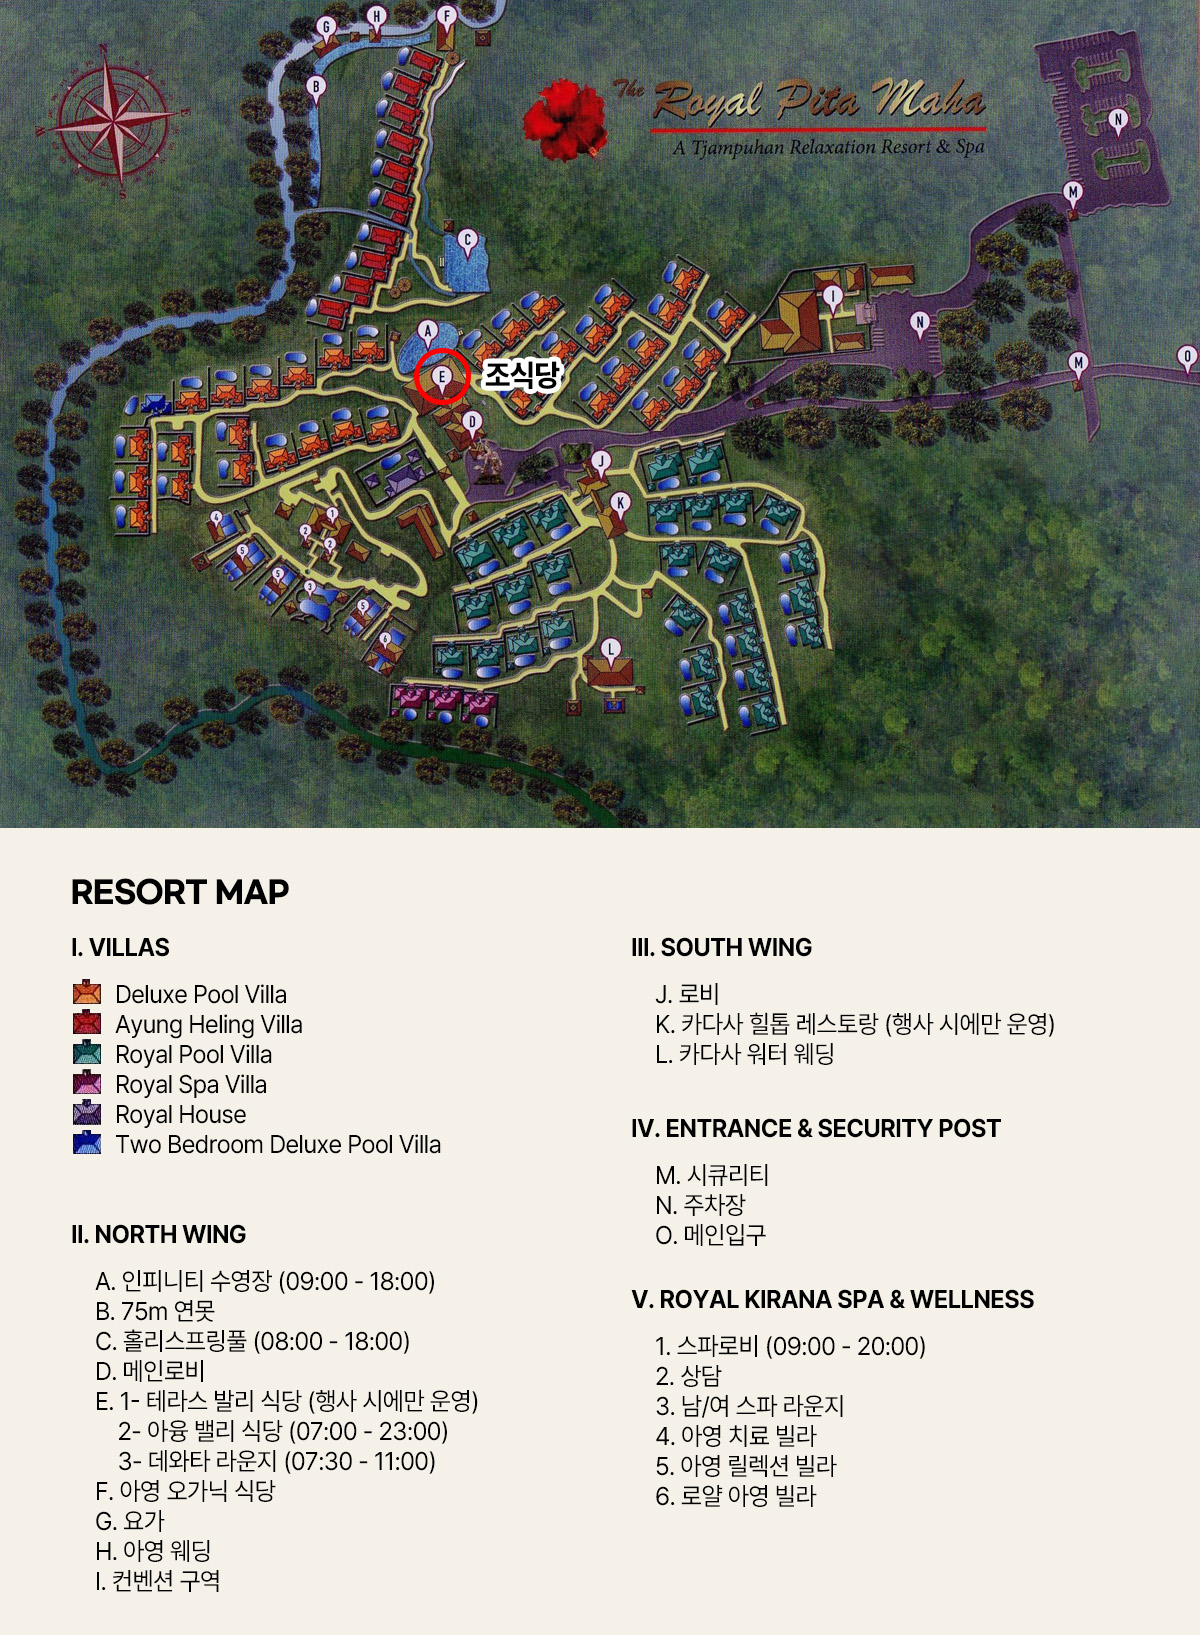 The Royal Pita Maha
A Tjampuhan Relaxation Resort & Spa
N
S
G
H
F
B
N
M
C
A
I
N
M
O
E
조식당
D
J
K
4
1
2
2
5
5
3
5
6
L
RESORT MAP
I. VILLAS
Deluxe Pool Villa
Ayung Heling Villa
Royal Pool Villa
Royal Spa Villa
Royal House
Two Bedroom Deluxe Pool Villa
II. NORTH WING
A. 인피니티 수영장 (09:00 - 18:00)
B. 75m 연못
C. 홀리스프링풀 (08:00 - 18:00)
D. 메인로비
E. 1- 테라스 발리 식당 (행사 시에만 운영)
2- 아융 밸리 식당 (07:00 - 23:00)
3- 데와타 라운지 (07:30 - 11:00)
F. 아영 오가닉 식당
G. 요가
H. 아영 웨딩
I. 컨벤션 구역
III. SOUTH WING
J. 로비
K. 카다사 힐톱 레스토랑 (행사 시에만 운영)
L. 카다사 워터 웨딩
IV. ENTRANCE & SECURITY POST
M. 시큐리티
N. 주차장
O. 메인입구
V. ROYAL KIRANA SPA & WELLNESS
1. 스파로비 (09:00 - 20:00)
2. 상담
3. 남/여 스파 라운지
4. 아영 치료 빌라
5. 아영 릴렉션 빌라
6. 로얄 아영 빌라